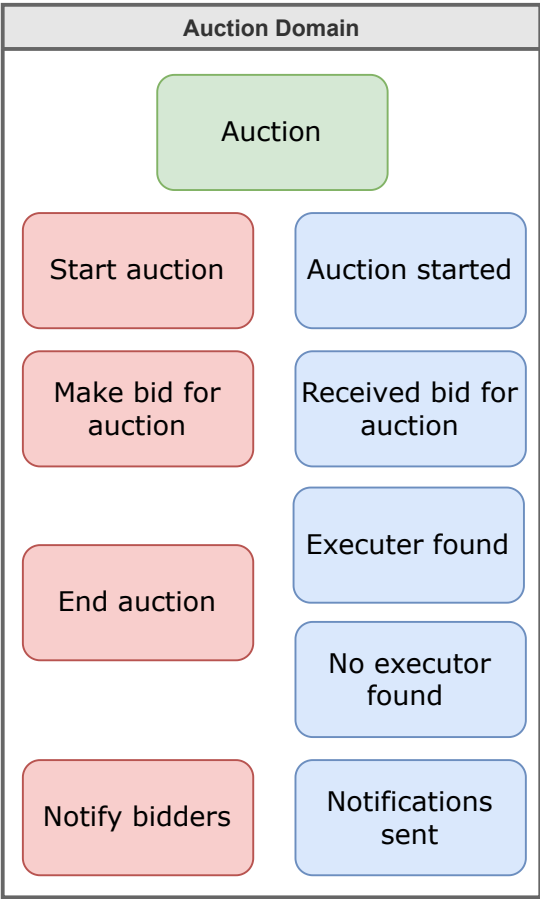 Auction Domain
Auction
Start auction
Auction started
Make bid for
auction
Received bid for
auction
Executer found
End auction
No executor
found
Notify bidders
Notifications
sent